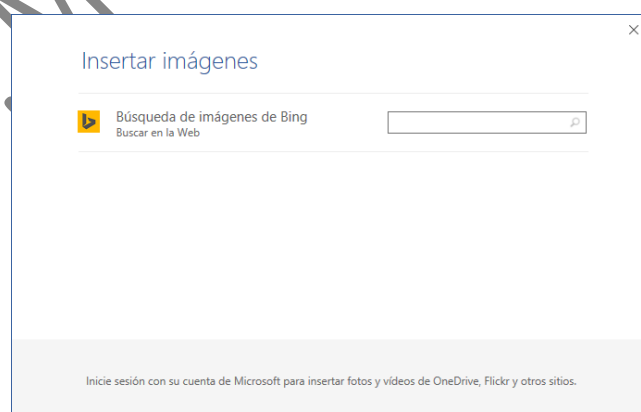 Insertar imágenes
Búsqueda de imágenes de Bing
Buscar en la Web
Inicie sesión con su cuenta de Microsoft para insertar fotos y vídeos de OneDrive, Flickr y otros sitios.